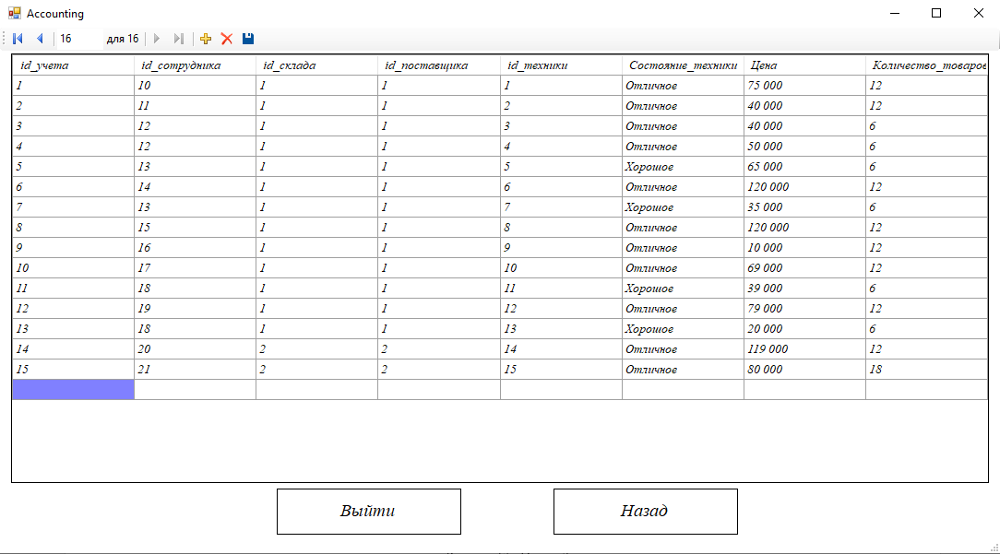 Accounting
16 для 16
id_учета id_сотрудника id_склада id_поставщика id_техники Состояние_техники Цена Количество_товаров
1 10 1 1 1 Отличное 75 000 12
2 11 1 1 2 Отличное 40 000 12
3 12 1 1 3 Отличное 40 000 6
4 12 1 1 4 Отличное 50 000 6
5 13 1 1 5 Хорошое 65 000 6
6 14 1 1 6 Отличное 120 000 12
7 13 1 1 7 Хорошое 35 000 6
8 15 1 1 8 Отличное 120 000 12
9 16 1 1 9 Отличное 10 000 12
10 17 1 1 10 Отличное 69 000 12
11 18 1 1 11 Хорошое 39 000 6
12 19 1 1 12 Отличное 79 000 12
13 18 1 1 13 Хорошое 20 000 6
14 20 2 2 14 Отличное 119 000 12
15 21 2 2 15 Отличное 80 000 18
Выйти Назад